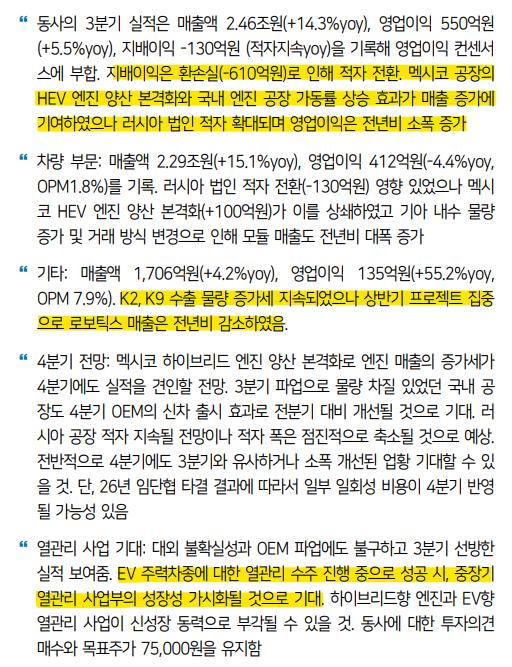 “ 동사의 3분기 실적은 매출액 2.46조원(+14.3%yoy), 영업이익 550억원
(+5.5%yoy), 지배이익 -130억원 (적자지속yoy)을 기록해 영업이익 컨센서
스에 부합. 지배이익은 환손실(-610억원)로 인해 적자 전환. 멕시코 공장의
HEV 엔진 양산 본격화와 국내 엔진 공장 가동률 상승 효과가 매출 증가에
기여하였으나 러시아 법인 적자 확대되며 영업이익은 전년비 소폭 증가
“ 차량 부문: 매출액 2.29조원(+15.1%yoy), 영업이익 412억원(-4.4%yoy,
OPM1.8%)를 기록. 러시아 법인 적자 전환(-130억원) 영향 있었으나 멕시
코 HEV 엔진 양산 본격화(+100억원)가 이를 상쇄하였고 기아 내수 물량
증가 및 거래 방식 변경으로 인해 모듈 매출도 전년비 대폭 증가
“ 기타: 매출액 1,706억원(+4.2%yoy), 영업이익 135억원(+55.2%yoy,
OPM 7.9%). K2, K9 수출 물량 증가세 지속되었으나 상반기 프로젝트 집중
으로 로보틱스 매출은 전년비 감소하였음.
“ 4분기 전망: 멕시코 하이브리드 엔진 양산 본격화로 엔진 매출의 증가세가
4분기에도 실적을 견인할 전망. 3분기 파업으로 물량 차질 있었던 국내 공
장도 4분기 OEM의 신차 출시 효과로 전분기 대비 개선될 것으로 기대. 러
시아 공장 적자 지속될 전망이나 적자 폭은 점진적으로 축소될 것으로 예상.
전반적으로 4분기에도 3분기와 유사하거나 소폭 개선된 업황 기대할 수 있
을 것. 단, 26년 임단협 타결 결과에 따라서 일부 일회성 비용이 4분기 반영
될 가능성 있음
“ 열관리 사업 기대: 대외 불확실성과 OEM 파업에도 불구하고 3분기 선방한
실적 보여줌. EV 주력차종에 대한 열관리 수주 진행 중으로 성공 시, 중장기
열관리 사업부의 성장성 가시화될 것으로 기대. 하이브리드향 엔진과 EV향
열관리 사업이 신성장 동력으로 부각될 수 있을 것. 동사에 대한 투자의견
매수와 목표주가 75,000원을 유지함